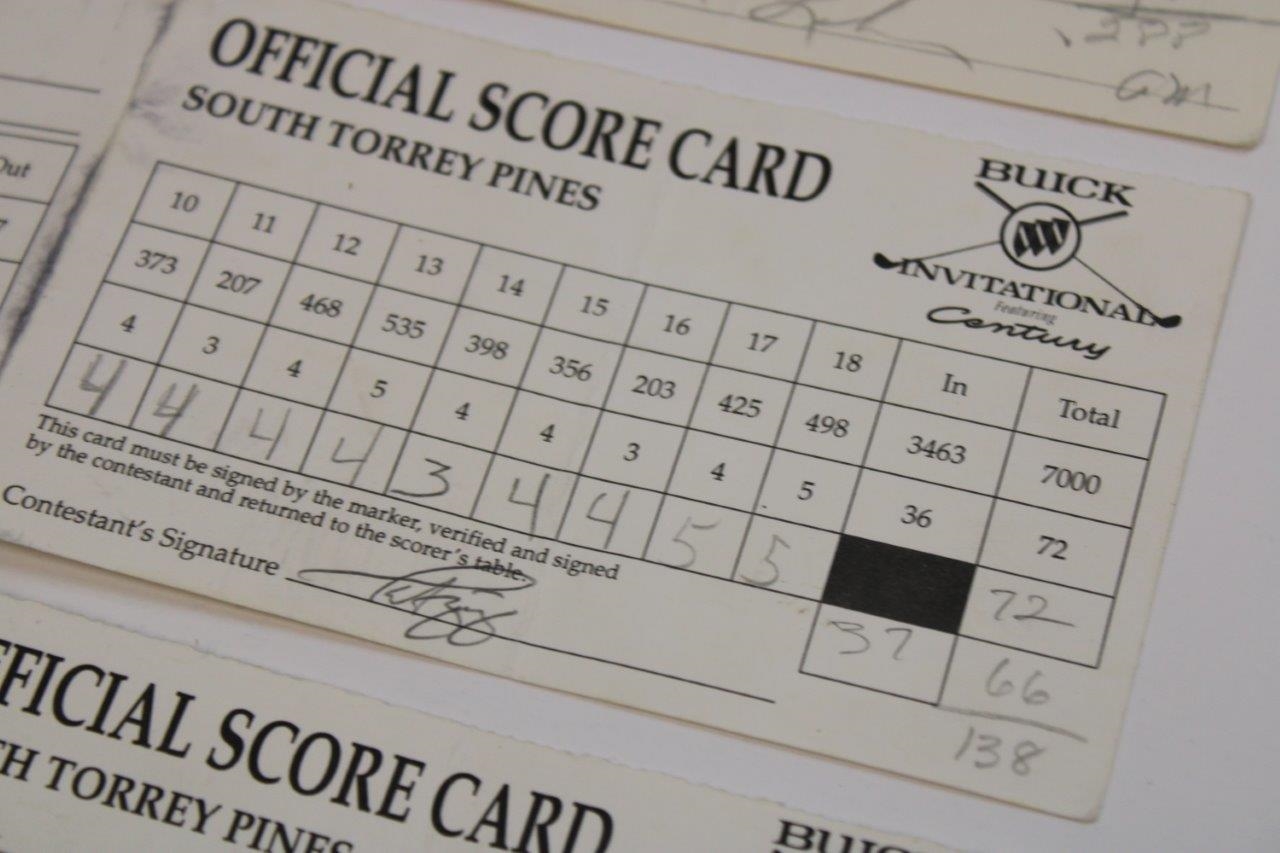 .277
GM
Out
7
OFFICIAL SCORE CARD
SOUTH TORREY PINES
BUICK
INVITATIONAL
Featuring
Century
10 11 12 13 14 15 16 17 18 In Total
373 207 468 535 398 356 203 425 498 3463 7000
4 3 4 5 4 4 3 4 5 36 72
4 4 4 4 3 4 4 5 5 72
37 66
138
This card must be signed by the marker, verified and signed
by the contestant and returned to the scorer's table.
Contestant's Signature
FFICIAL SCORE CARD
H TORREY PINES
BUIC